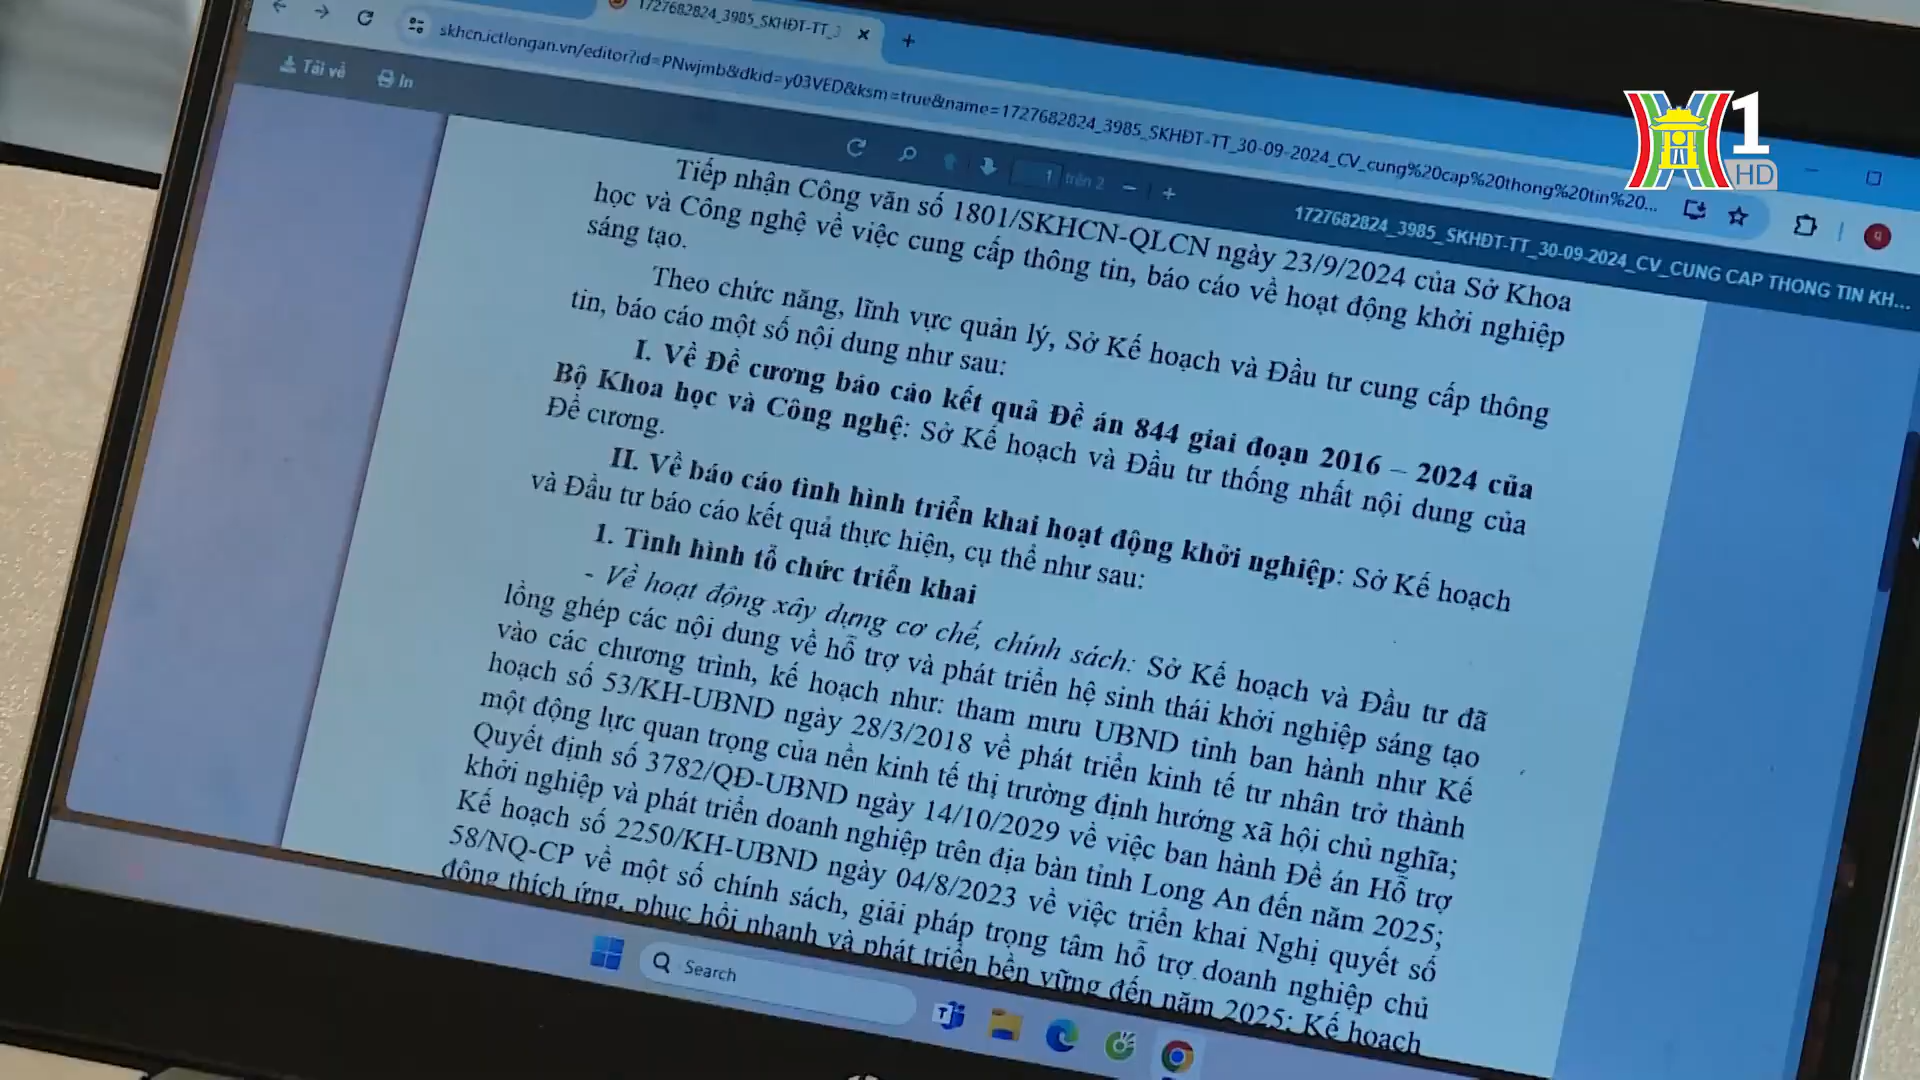 1727682824_3985_SKHĐT-TT_3
skhcn.ictlongan.vn/editor?id=PNwjmb&dkid=y03VED&ksm=true&name=1727682824_3985_SKHĐT-TT_30-09-2024_CV_cung%20cap%20thong%20tin%20...
Tải về In
1 trên 2
1727682824_3985_SKHĐT-TT_30-09-2024_CV_CUNG CAP THONG TIN KH...
1
HD
Tiếp nhận Công văn số 1801/SKHCN-QLCN ngày 23/9/2024 của Sở Khoa
học và Công nghệ về việc cung cấp thông tin, báo cáo về hoạt động khởi nghiệp
sáng tạo.
Theo chức năng, lĩnh vực quản lý, Sở Kế hoạch và Đầu tư cung cấp thông
tin, báo cáo một số nội dung như sau:
I. Về Đề cương báo cáo kết quả Đề án 844 giai đoạn 2016 – 2024 của
Bộ Khoa học và Công nghệ: Sở Kế hoạch và Đầu tư thống nhất nội dung của
Đề cương.
II. Về báo cáo tình hình triển khai hoạt động khởi nghiệp: Sở Kế hoạch
và Đầu tư báo cáo kết quả thực hiện, cụ thể như sau:
1. Tình hình tổ chức triển khai
- Về hoạt động xây dựng cơ chế, chính sách: Sở Kế hoạch và Đầu tư đã
lồng ghép các nội dung về hỗ trợ và phát triển hệ sinh thái khởi nghiệp sáng tạo
vào các chương trình, kế hoạch như: tham mưu UBND tỉnh ban hành như Kế
hoạch số 53/KH-UBND ngày 28/3/2018 về phát triển kinh tế tư nhân trở thành
một động lực quan trọng của nền kinh tế thị trường định hướng xã hội chủ nghĩa;
Quyết định số 3782/QĐ-UBND ngày 14/10/2029 về việc ban hành Đề án Hỗ trợ
khởi nghiệp và phát triển doanh nghiệp trên địa bàn tỉnh Long An đến năm 2025;
Kế hoạch số 2250/KH-UBND ngày 04/8/2023 về việc triển khai Nghị quyết số
58/NQ-CP về một số chính sách, giải pháp trọng tâm hỗ trợ doanh nghiệp chủ
động thích ứng, phục hồi nhanh và phát triển bền vững đến năm 2025; Kế hoạch
Search